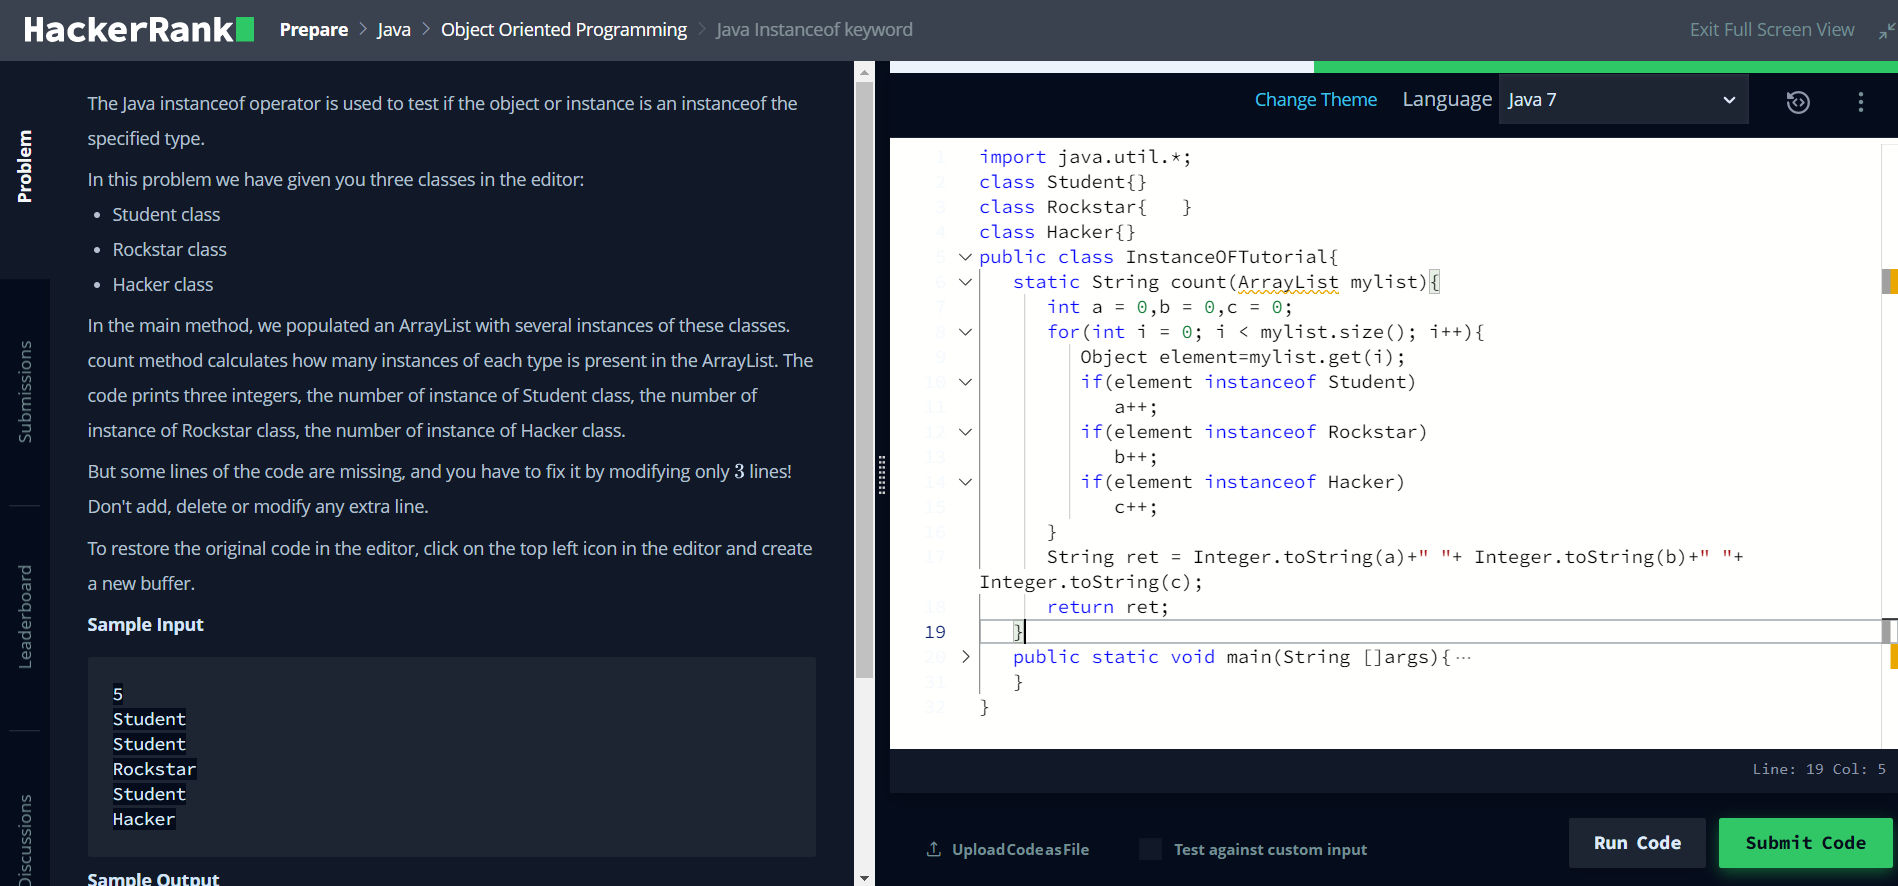 HackerRank Prepare > Java > Object Oriented Programming > Java Instanceof keyword Exit Full Screen View
Problem
Submissions
Leaderboard
Discussions
The Java instanceof operator is used to test if the object or instance is an instanceof the
specified type.
In this problem we have given you three classes in the editor:
• Student class
• Rockstar class
• Hacker class
In the main method, we populated an ArrayList with several instances of these classes.
count method calculates how many instances of each type is present in the ArrayList. The
code prints three integers, the number of instance of Student class, the number of
instance of Rockstar class, the number of instance of Hacker class.
But some lines of the code are missing, and you have to fix it by modifying only 3 lines!
Don't add, delete or modify any extra line.
To restore the original code in the editor, click on the top left icon in the editor and create
a new buffer.
Sample Input
5
Student
Student
Rockstar
Student
Hacker
Sample Output
Change Theme Language Java 7
1 import java.util.*;
2 class Student{}
3 class Rockstar{   }
4 class Hacker{}
5 public class InstanceOFTutorial{
6 static String count(ArrayList mylist){
7 int a = 0,b = 0,c = 0;
8 for(int i = 0; i < mylist.size(); i++){
9 Object element=mylist.get(i);
10 if(element instanceof Student)
11 a++;
12 if(element instanceof Rockstar)
13 b++;
14 if(element instanceof Hacker)
15 c++;
16 }
17 String ret = Integer.toString(a)+" "+ Integer.toString(b)+" "+
Integer.toString(c);
18 return ret;
19 }
20 public static void main(String []args){···
31 }
32 }
Line: 19 Col: 5
Upload Code as File Test against custom input Run Code Submit Code